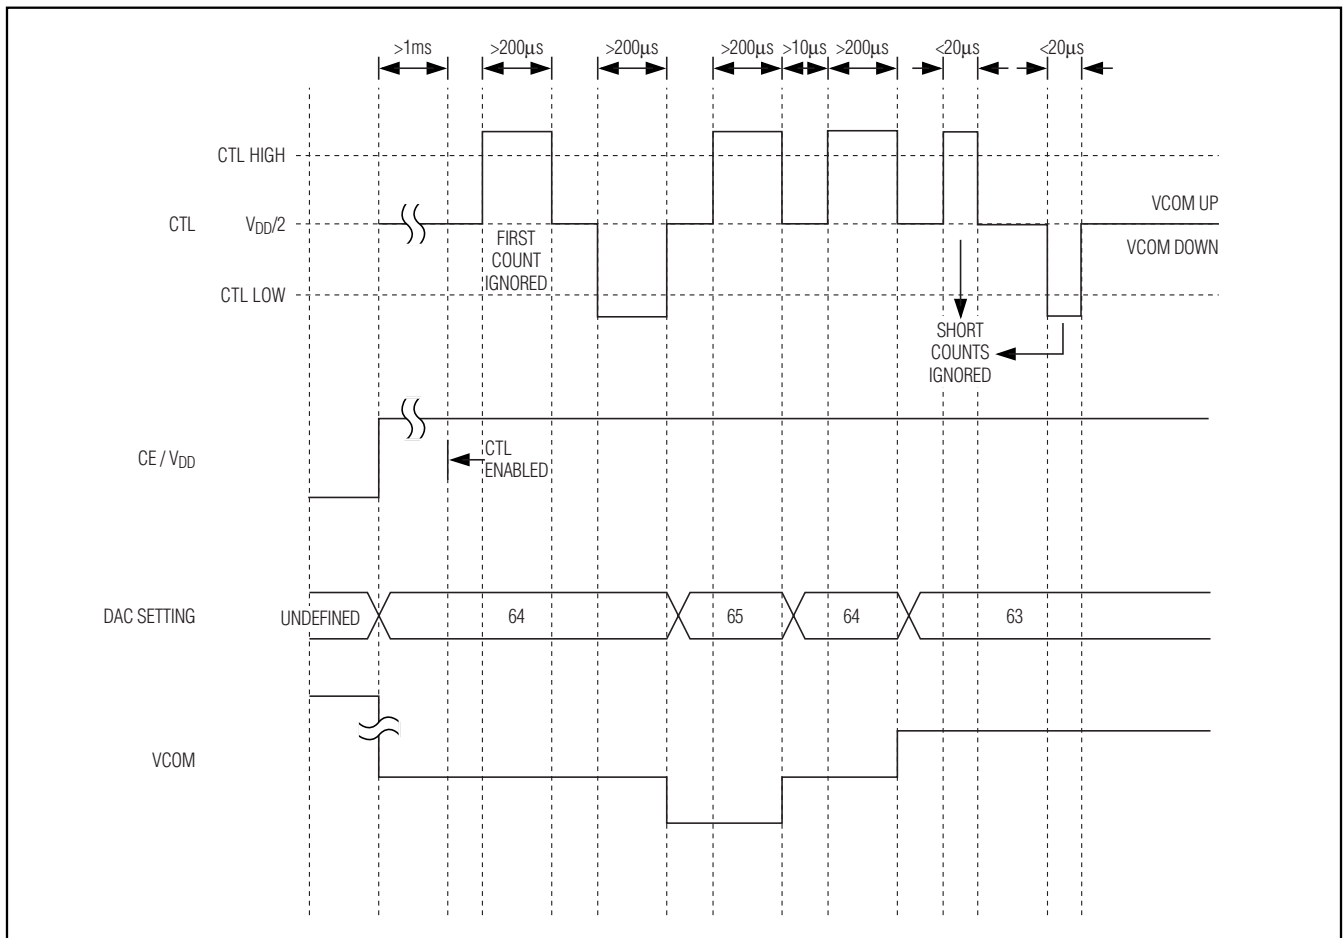 >1ms >200μs >200μs >200μs >10μs >200μs <20μs <20μs
CTL HIGH
VCOM UP
CTL VDD/2
FIRST
COUNT
IGNORED
VCOM DOWN
CTL LOW
SHORT
COUNTS
IGNORED
CE / VDD
CTL
ENABLED
DAC SETTING UNDEFINED 64 65 64 63
VCOM